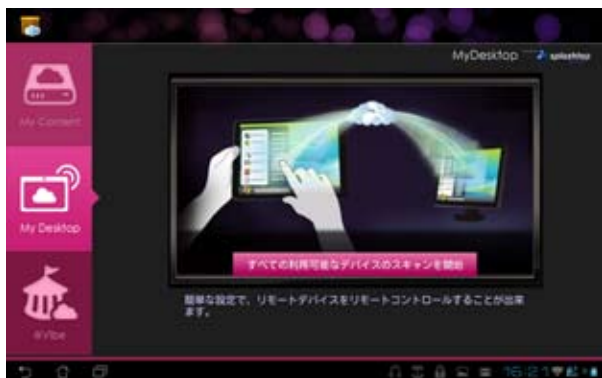 MyDesktop splashtop
My Content
My Desktop
@Vibe
すべての利用可能なデバイスのスキャンを開始
簡単な設定で、リモートデバイスをリモートコントロールすることが出来
ます。
16:21